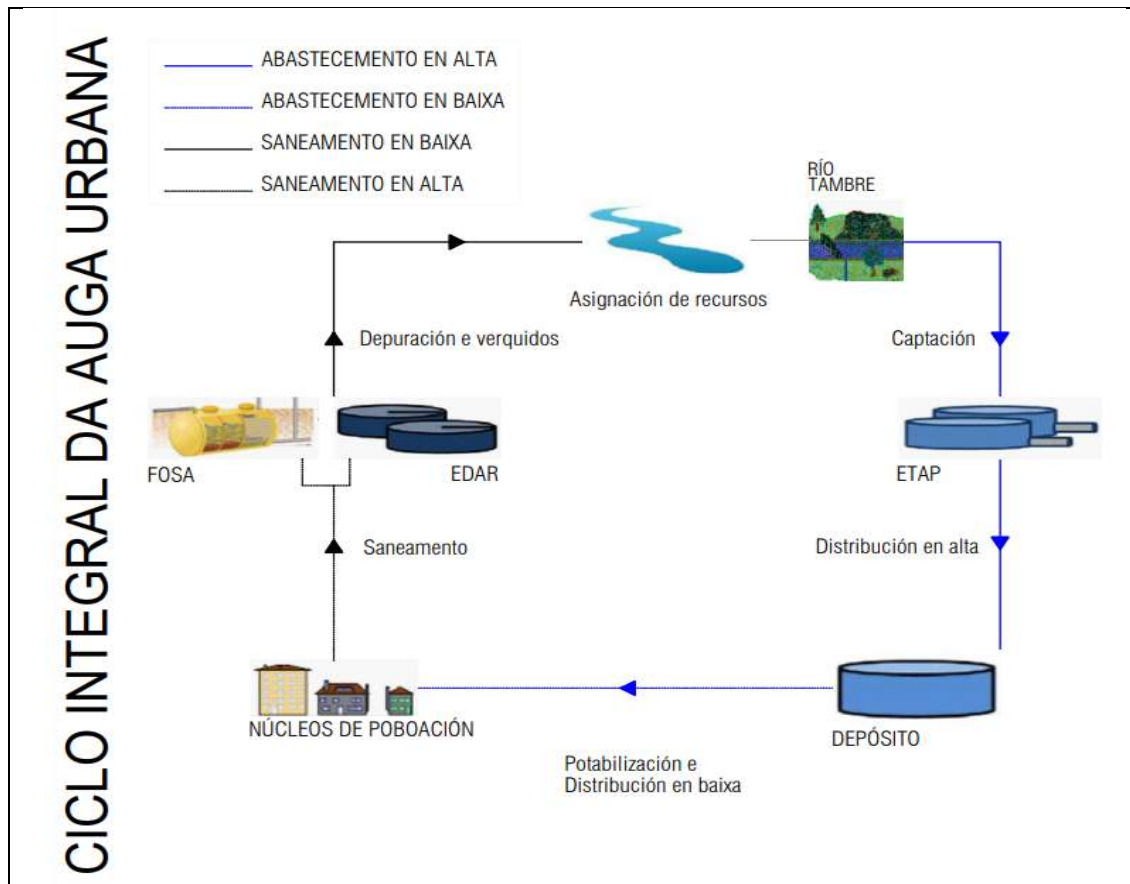 CICLO INTEGRAL DA AUGA URBANA
ABASTECEMENTO EN ALTA
ABASTECEMENTO EN BAIXA
SANEAMENTO EN BAIXA
SANEAMENTO EN ALTA
RÍO
TAMBRE
Asignación de recursos
Depuración e verquidos
Captación
FOSA
EDAR
ETAP
Saneamento
Distribución en alta
NÚCLEOS DE POBOACIÓN
DEPÓSITO
Potabilización e
Distribución en baixa